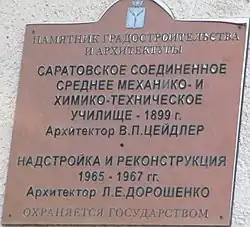 ПАМЯТНИК ГРАДОСТРОИТЕЛЬСТВА
И АРХИТЕКТУРЫ
САРАТОВСКОЕ СОЕДИНЕННОЕ
СРЕДНЕЕ МЕХАНИКО- И
ХИМИКО-ТЕХНИЧЕСКОЕ
УЧИЛИЩЕ - 1899 г.
Архитектор В.П.ЦЕЙДЛЕР
НАДСТРОЙКА И РЕКОНСТРУКЦИЯ
1965 - 1967 гг.
Архитектор Л.Е.ДОРОШЕНКО
ОХРАНЯЕТСЯ ГОСУДАРСТВОМ